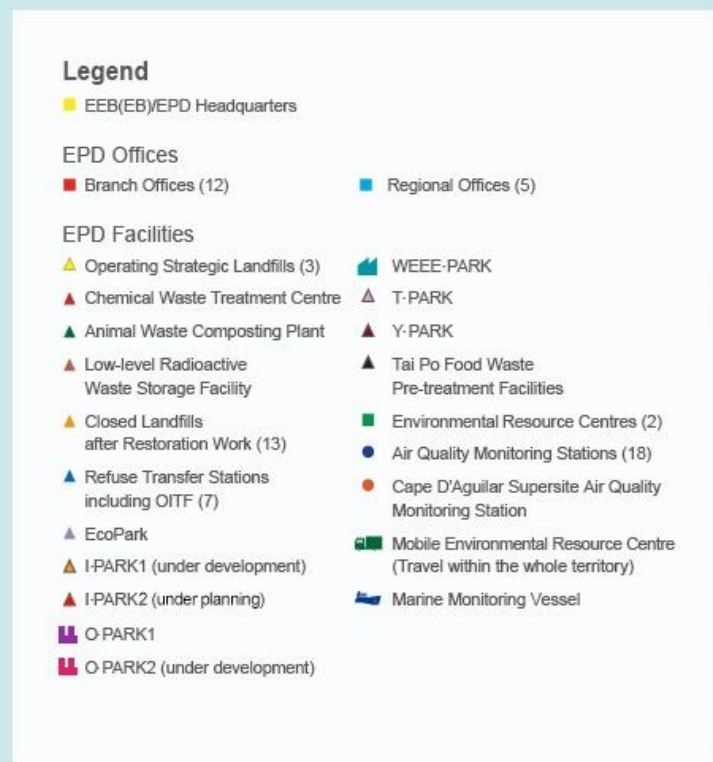 Legend
EEB(EB)/EPD Headquarters
EPD Offices
Branch Offices (12)
Regional Offices (5)
EPD Facilities
Operating Strategic Landfills (3)
Chemical Waste Treatment Centre
Animal Waste Composting Plant
Low-level Radioactive
Waste Storage Facility
Closed Landfills
after Restoration Work (13)
Refuse Transfer Stations
including OITF (7)
EcoPark
I·PARK1 (under development)
I·PARK2 (under planning)
O·PARK1
O·PARK2 (under development)
WEEE·PARK
T·PARK
Y·PARK
Tai Po Food Waste
Pre-treatment Facilities
Environmental Resource Centres (2)
Air Quality Monitoring Stations (18)
Cape D'Aguilar Supersite Air Quality
Monitoring Station
Mobile Environmental Resource Centre
(Travel within the whole territory)
Marine Monitoring Vessel